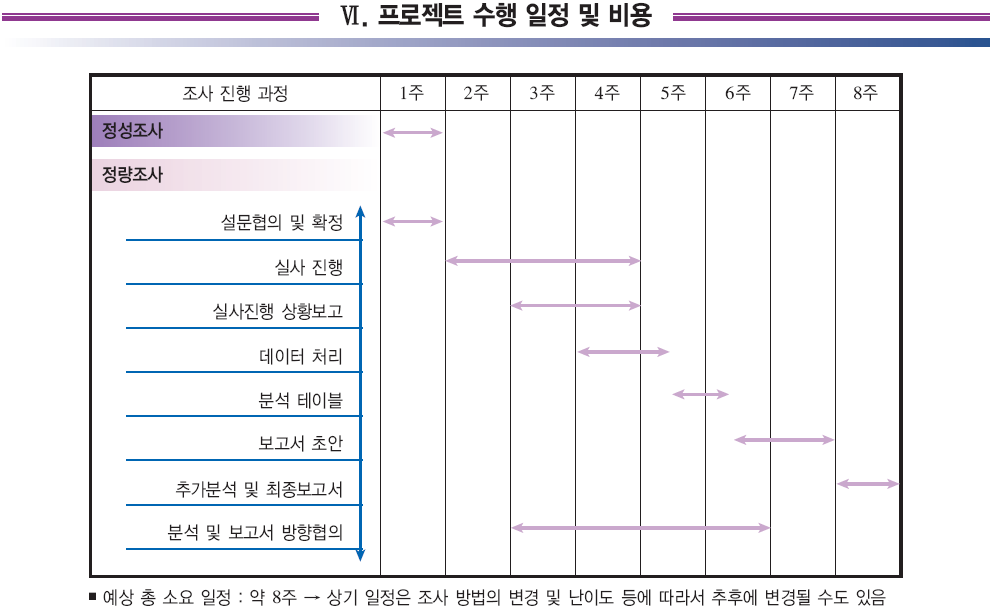 Ⅵ. 프로젝트 수행 일정 및 비용
조사 진행 과정 1주 2주 3주 4주 5주 6주 7주 8주
정성조사
정량조사
설문협의 및 확정
실사 진행
실사진행 상황보고
데이터 처리
분석 테이블
보고서 초안
추가분석 및 최종보고서
분석 및 보고서 방향협의
■ 예상 총 소요 일정 : 약 8주 → 상기 일정은 조사 방법의 변경 및 난이도 등에 따라서 추후에 변경될 수도 있음